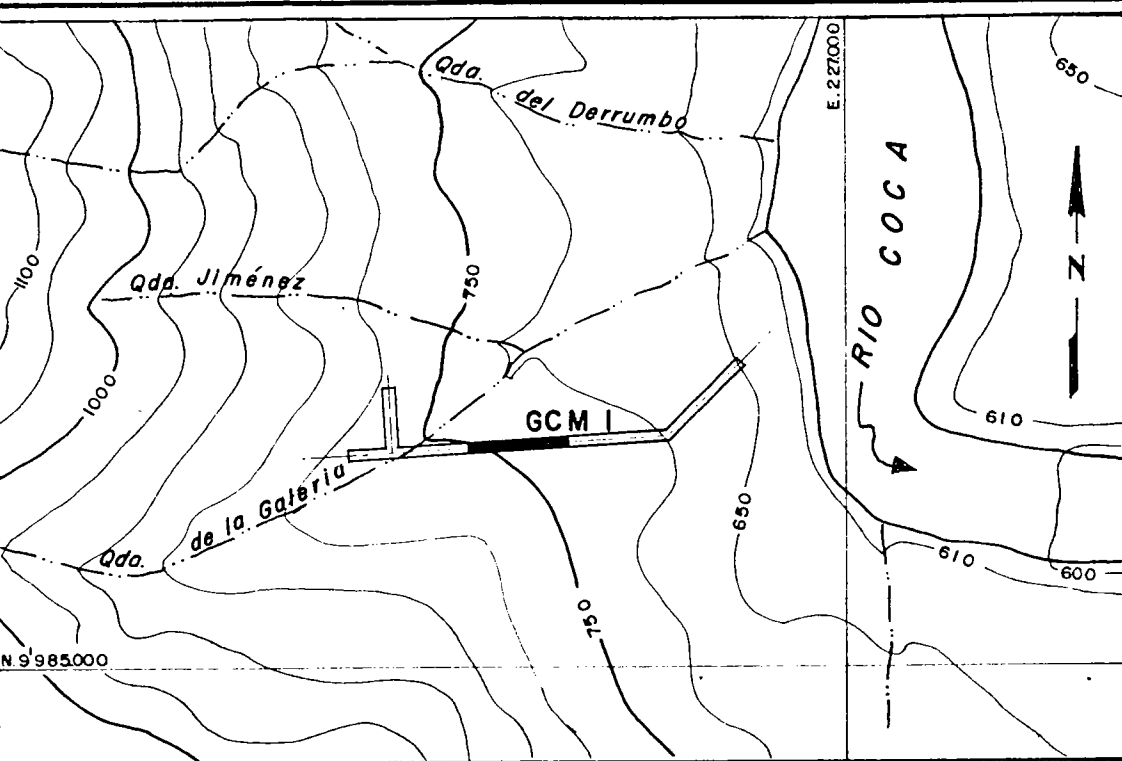 E. 227.000
650
Qda.
del Derrumbo
RIO COCA
N
1100
Qda. Jiménez
750
1000
610
GCM 1
de la Galeria
650
Qda.
610
600
750
N. 9'985.000